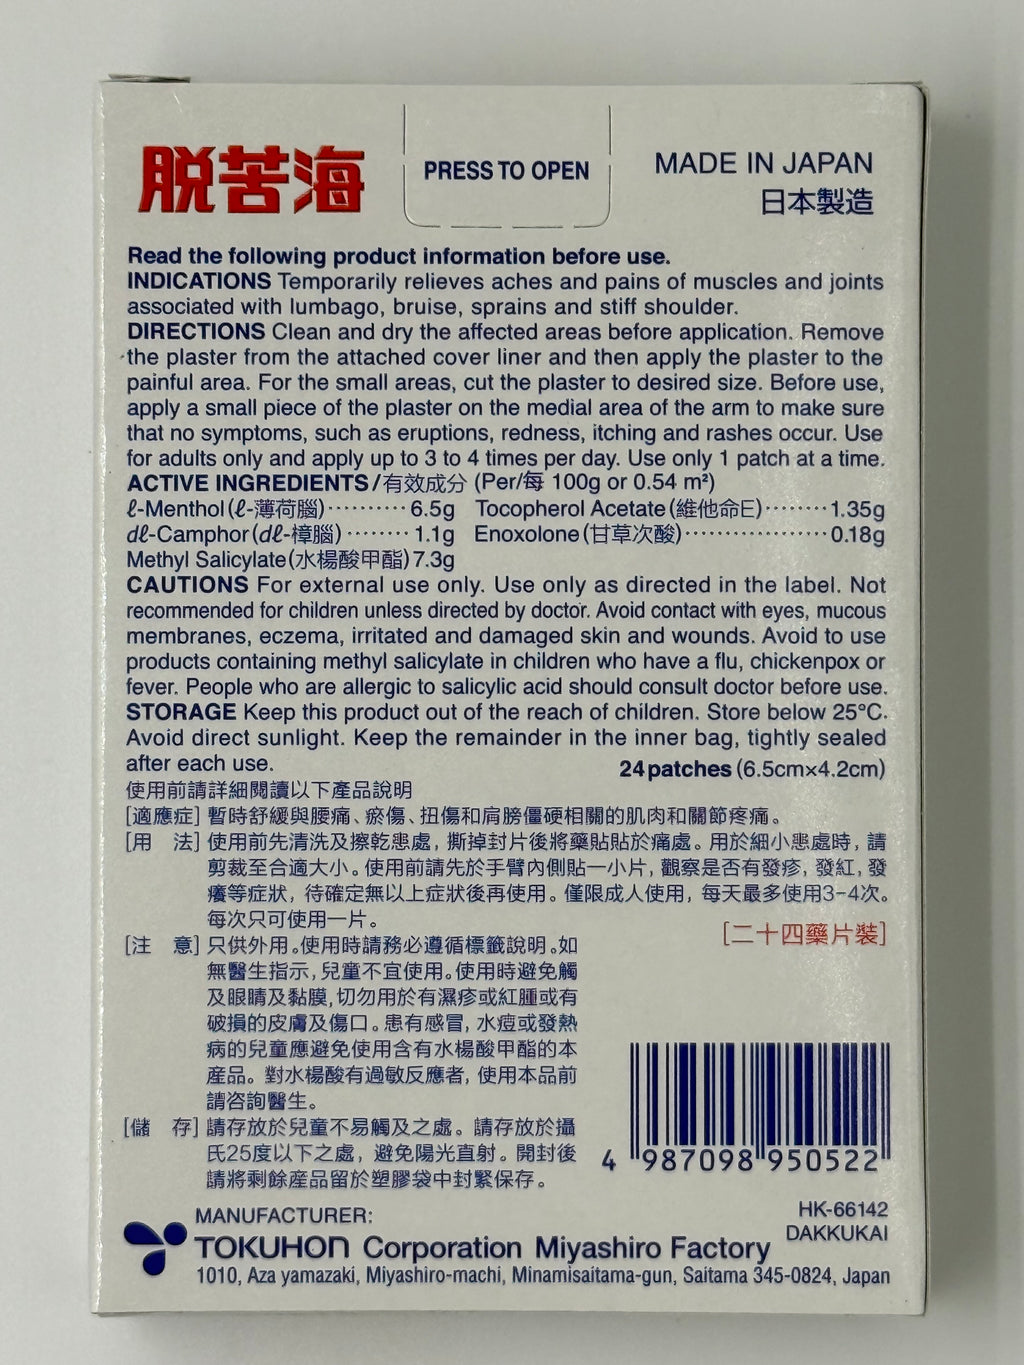 脱苦海
PRESS TO OPEN
MADE IN JAPAN
日本製造
Read the following product information before use.
INDICATIONS Temporarily relieves aches and pains of muscles and joints
associated with lumbago, bruise, sprains and stiff shoulder.
DIRECTIONS Clean and dry the affected areas before application. Remove
the plaster from the attached cover liner and then apply the plaster to the
painful area. For the small areas, cut the plaster to desired size. Before use,
apply a small piece of the plaster on the medial area of the arm to make sure
that no symptoms, such as eruptions, redness, itching and rashes occur. Use
for adults only and apply up to 3 to 4 times per day. Use only 1 patch at a time.
ACTIVE INGREDIENTS/有效成分 (Per/每 100g or 0.54 m²)
ℓ-Menthol(ℓ-薄荷腦)·········· 6.5g Tocopherol Acetate(維他命E)········1.35g
dℓ-Camphor(dℓ-樟腦)········ 1.1g Enoxolone(甘草次酸)··················0.18g
Methyl Salicylate(水楊酸甲酯)7.3g
CAUTIONS For external use only. Use only as directed in the label. Not
recommended for children unless directed by doctor. Avoid contact with eyes, mucous
membranes, eczema, irritated and damaged skin and wounds. Avoid to use
products containing methyl salicylate in children who have a flu, chickenpox or
fever. People who are allergic to salicylic acid should consult doctor before use.
STORAGE Keep this product out of the reach of children. Store below 25°C.
Avoid direct sunlight. Keep the remainder in the inner bag, tightly sealed
after each use.
24patches (6.5cm×4.2cm)
使用前請詳細閱讀以下產品說明
[適應症] 暫時舒緩與腰痛、瘀傷、扭傷和肩膀僵硬相關的肌肉和關節疼痛。
[用 法] 使用前先清洗及擦乾患處，撕掉封片後將藥貼貼於痛處。用於細小患處時，請
剪裁至合適大小。使用前請先於手臂內側貼一小片，觀察是否有發疹，發紅，發
癢等症狀，待確定無以上症狀後再使用。僅限成人使用，每天最多使用3-4次。
每次只可使用一片。
[二十四藥片裝]
[注 意] 只供外用。使用時請務必遵循標籤說明。如
無醫生指示，兒童不宜使用。使用時避免觸
及眼睛及黏膜，切勿用於有濕疹或紅腫或有
破損的皮膚及傷口。患有感冒，水痘或發熱
病的兒童應避免使用含有水楊酸甲酯的本
產品。對水楊酸有過敏反應者，使用本品前
請咨詢醫生。
[儲 存] 請存放於兒童不易觸及之處。請存放於攝
氏25度以下之處，避免陽光直射。開封後
請將剩餘產品留於塑膠袋中封緊保存。
4 987098 950522
MANUFACTURER:
HK-66142
DAKKUKAI
TOKUHON Corporation Miyashiro Factory
1010, Aza yamazaki, Miyashiro-machi, Minamisaitama-gun, Saitama 345-0824, Japan